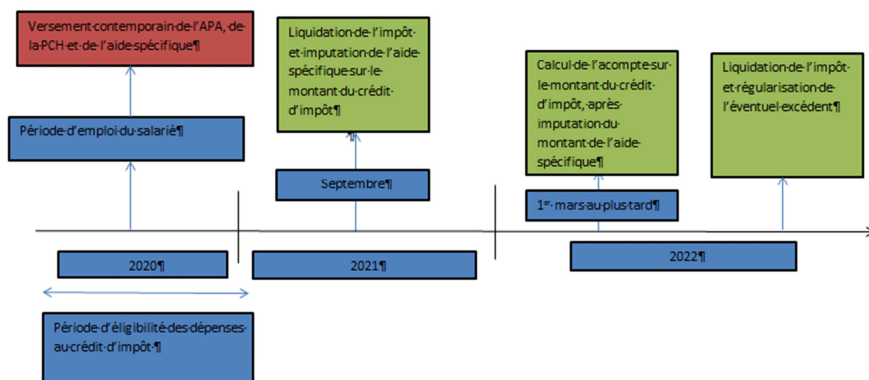 Versement·contemporain·de·l'APA,·de·
la·PCH·et·de·l'aide·spécifique¶
Période·d'emploi·du·salarié¶
Liquidation·de·l'impôt·
et·imputation·de·l'aide·
spécifique·sur·le·
montant·du·crédit·
d'impôt¶
¶
Septembre¶
Calcul·de·l'acompte·sur·
le·montant·du·crédit·
d'impôt,·après·
imputation·du·
montant·de·l'aide·
spécifique¶
1er·mars·au·plus·tard¶
Liquidation·de·l'impôt·
et·régularisation·de·
l'éventuel·excédent¶
2020¶
2021¶
2022¶
Période·d'éligibilité·des·dépenses·
au·crédit·d'impôt·¶